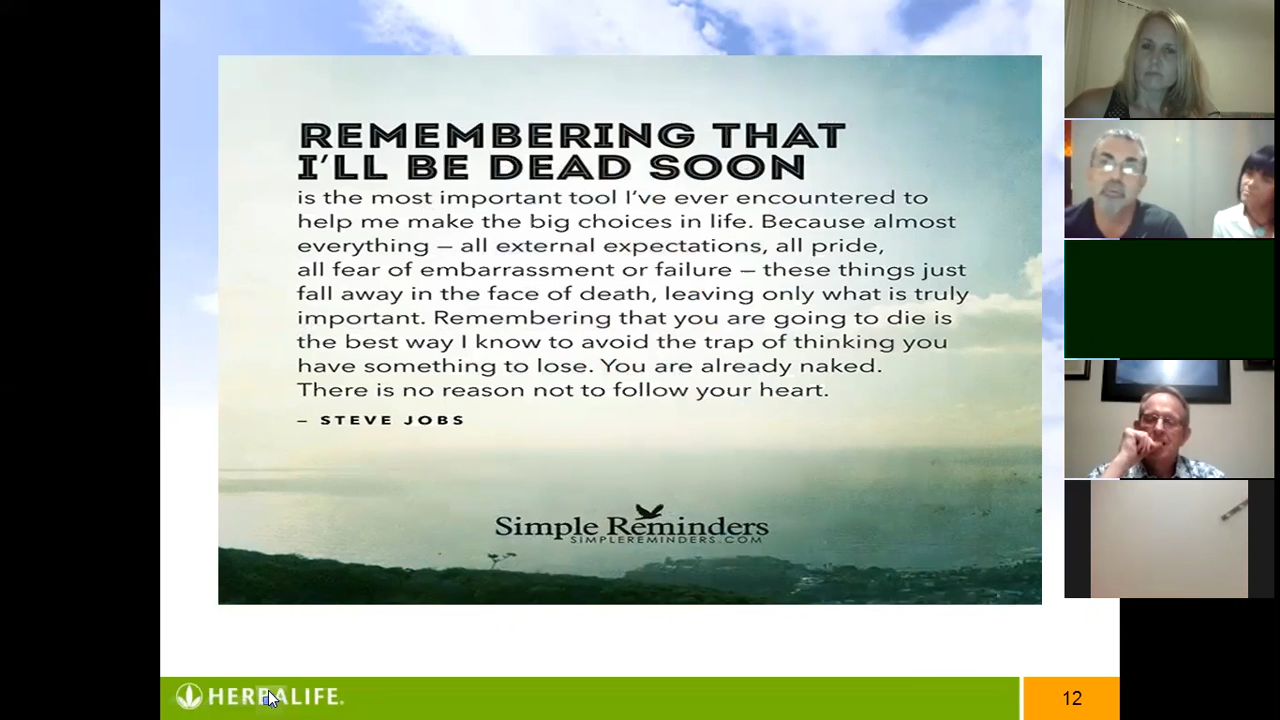 REMEMBERING THAT
I'LL BE DEAD SOON
is the most important tool I've ever encountered to
help me make the big choices in life. Because almost
everything – all external expectations, all pride,
all fear of embarrassment or failure – these things just
fall away in the face of death, leaving only what is truly
important. Remembering that you are going to die is
the best way I know to avoid the trap of thinking you
have something to lose. You are already naked.
There is no reason not to follow your heart.
– STEVE JOBS
Simple Reminders
SIMPLEREMINDERS.COM
HERBALIFE.
12